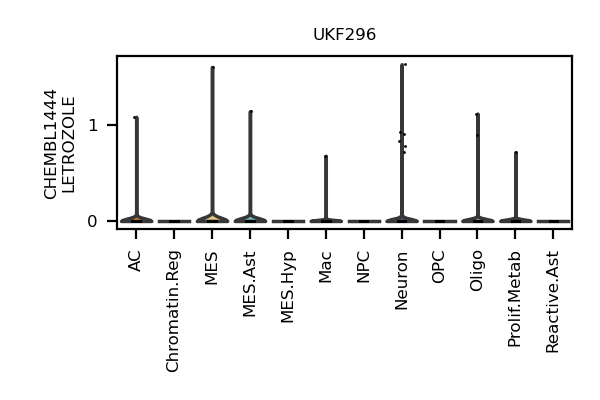 UKF296
CHEMBL1444
LETROZOLE
1
0
AC
Chromatin.Reg
MES
MES.Ast
MES.Hyp
Mac
NPC
Neuron
OPC
Oligo
Prolif.Metab
Reactive.Ast